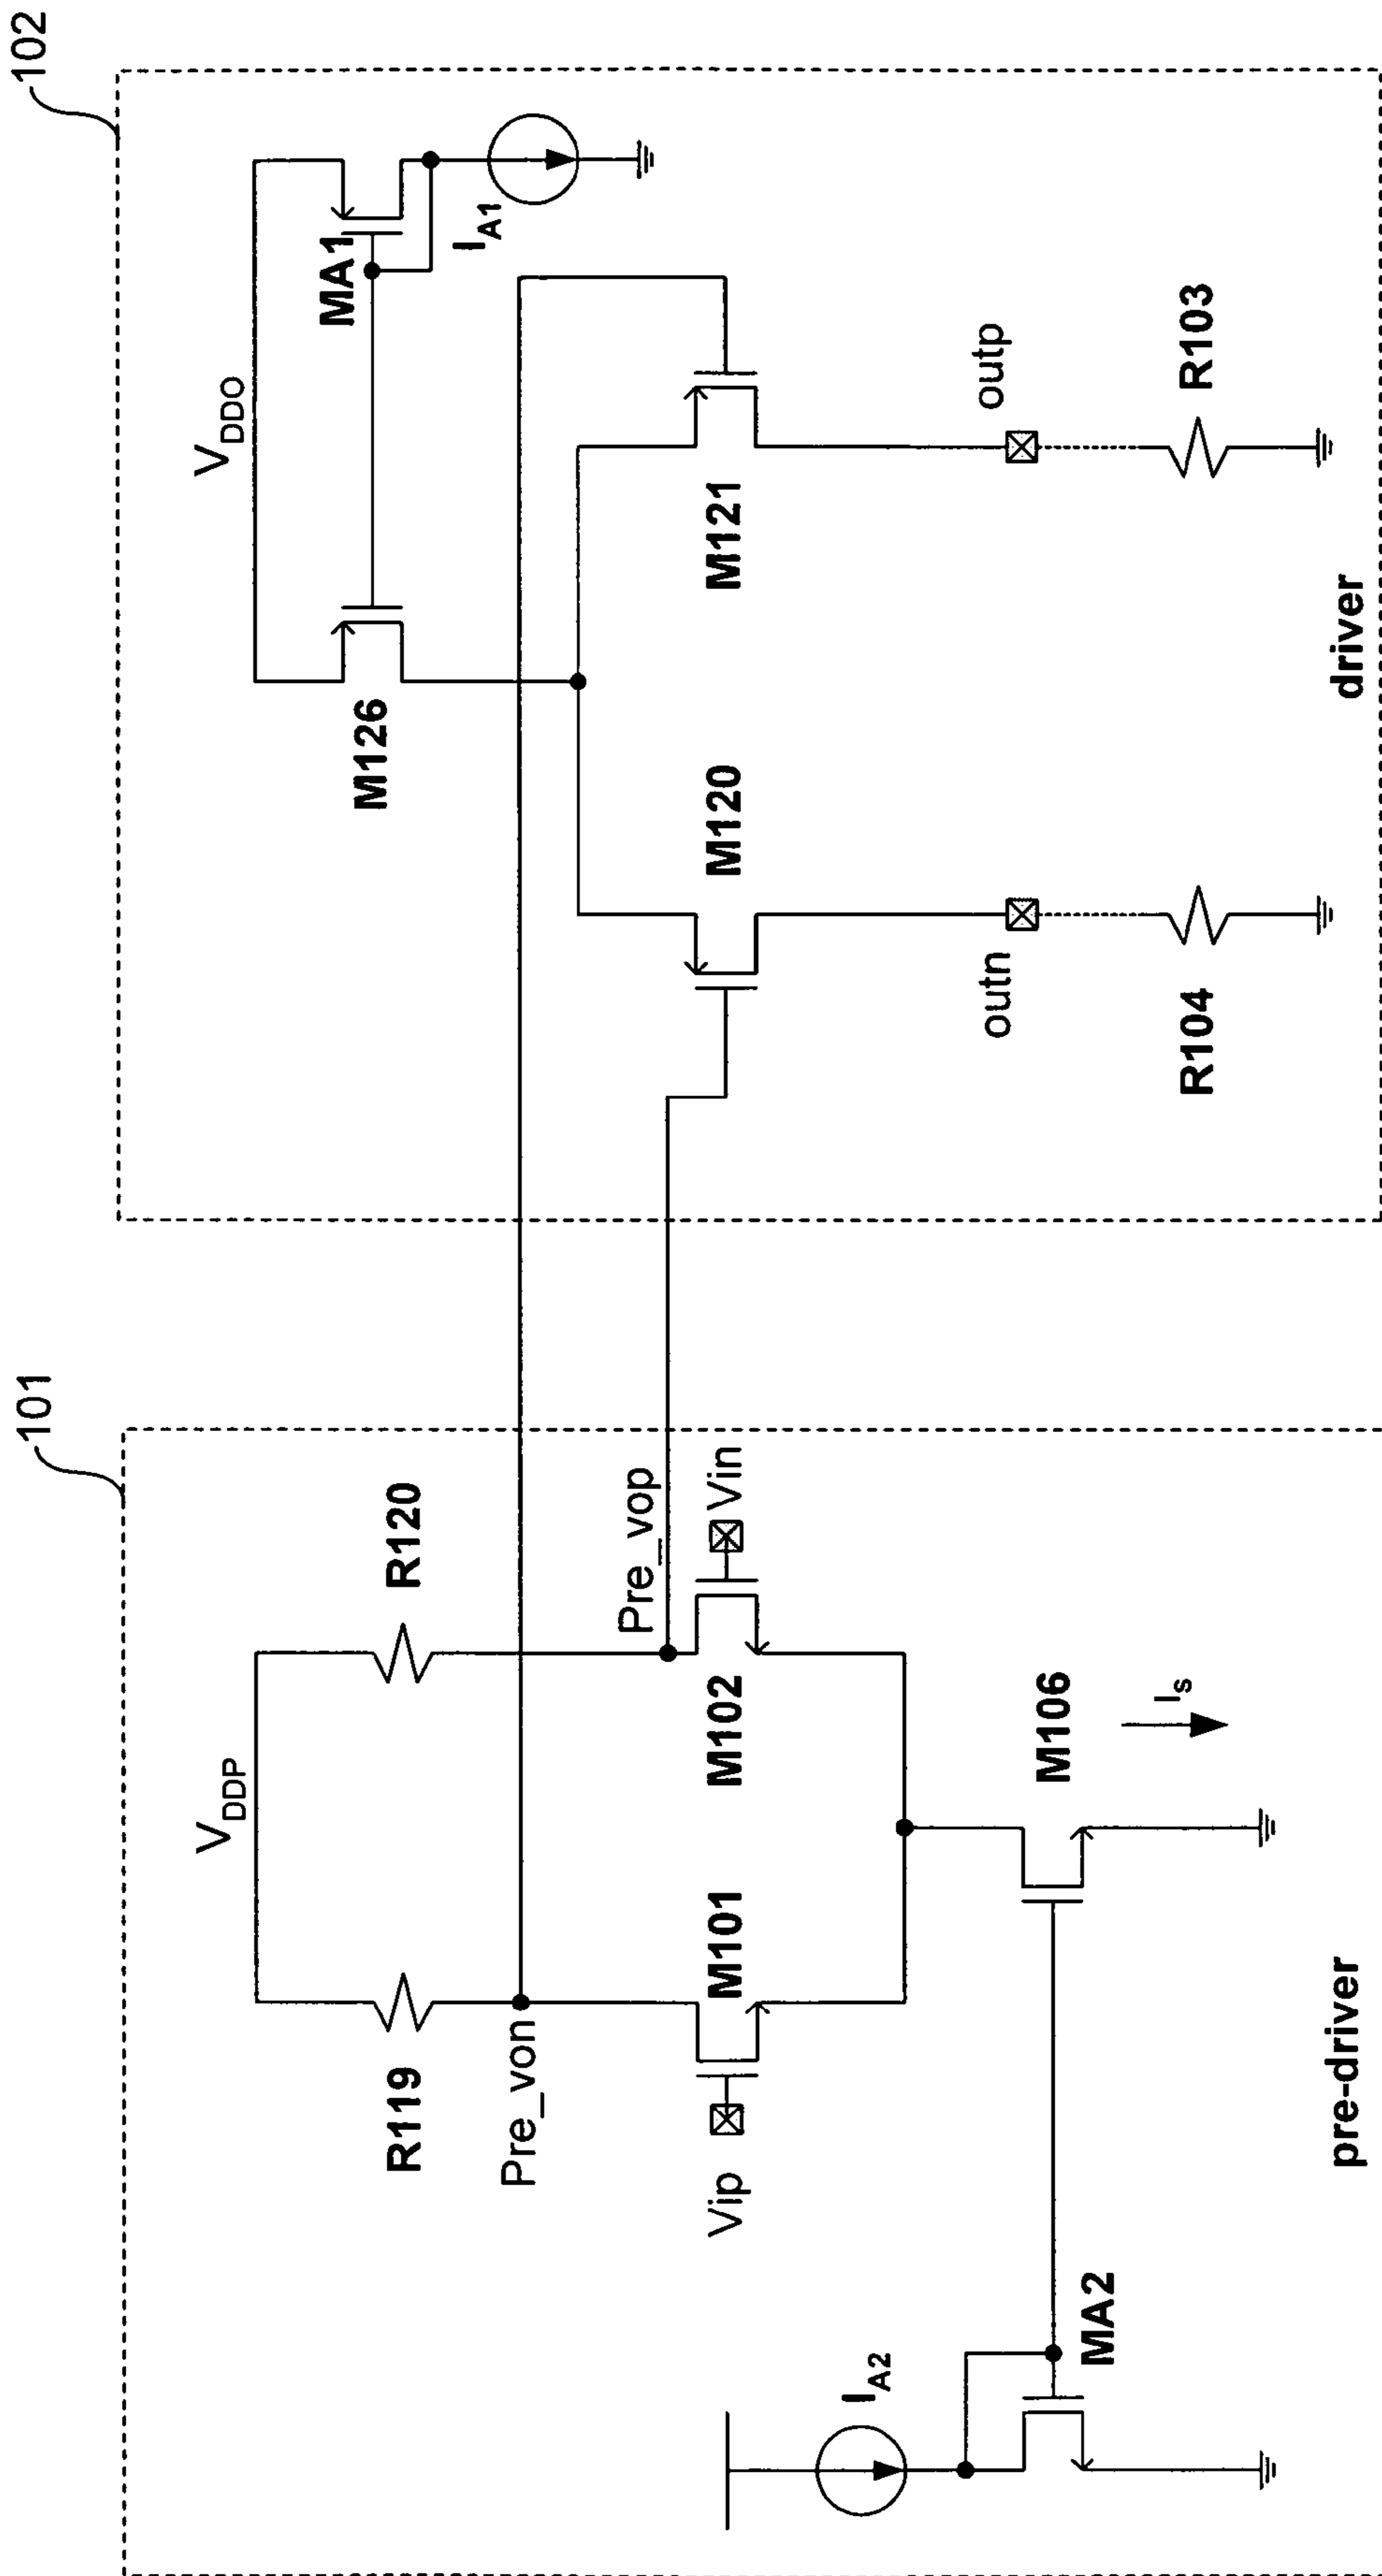 101
102
V_DDP
R119
R120
Pre_von
Pre_vop
Vip
M101
M102
Vin
I_A2
MA2
M106
I_s
pre-driver
V_DDO
M126
MA1
I_A1
M120
M121
outn
outp
R104
R103
driver